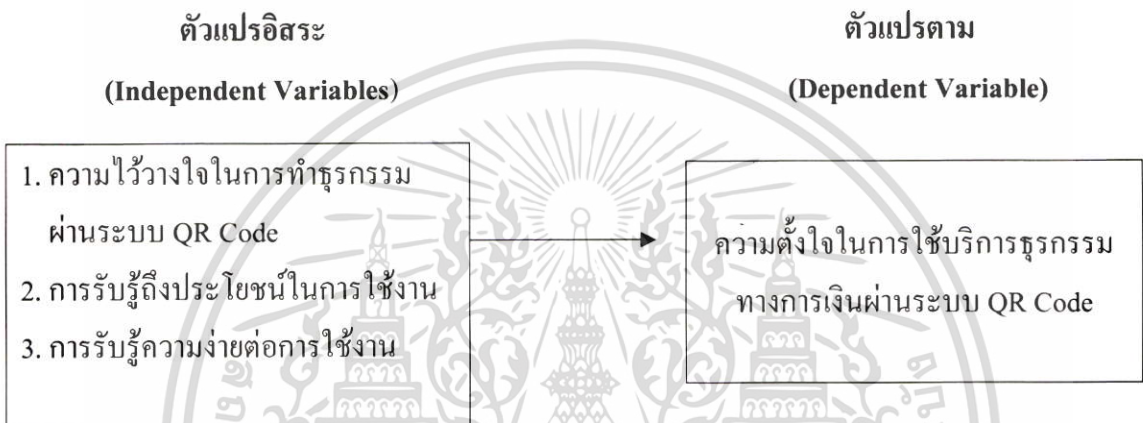 ตัวแปรอิสระ
(Independent Variables)
1. ความไว้วางใจในการทำธุรกรรม
ผ่านระบบ QR Code
2. การรับรู้ถึงประโยชน์ในการใช้งาน
3. การรับรู้ความง่ายต่อการใช้งาน
ตัวแปรตาม
(Dependent Variable)
ความตั้งใจในการใช้บริการธุรกรรม
ทางการเงินผ่านระบบ QR Code